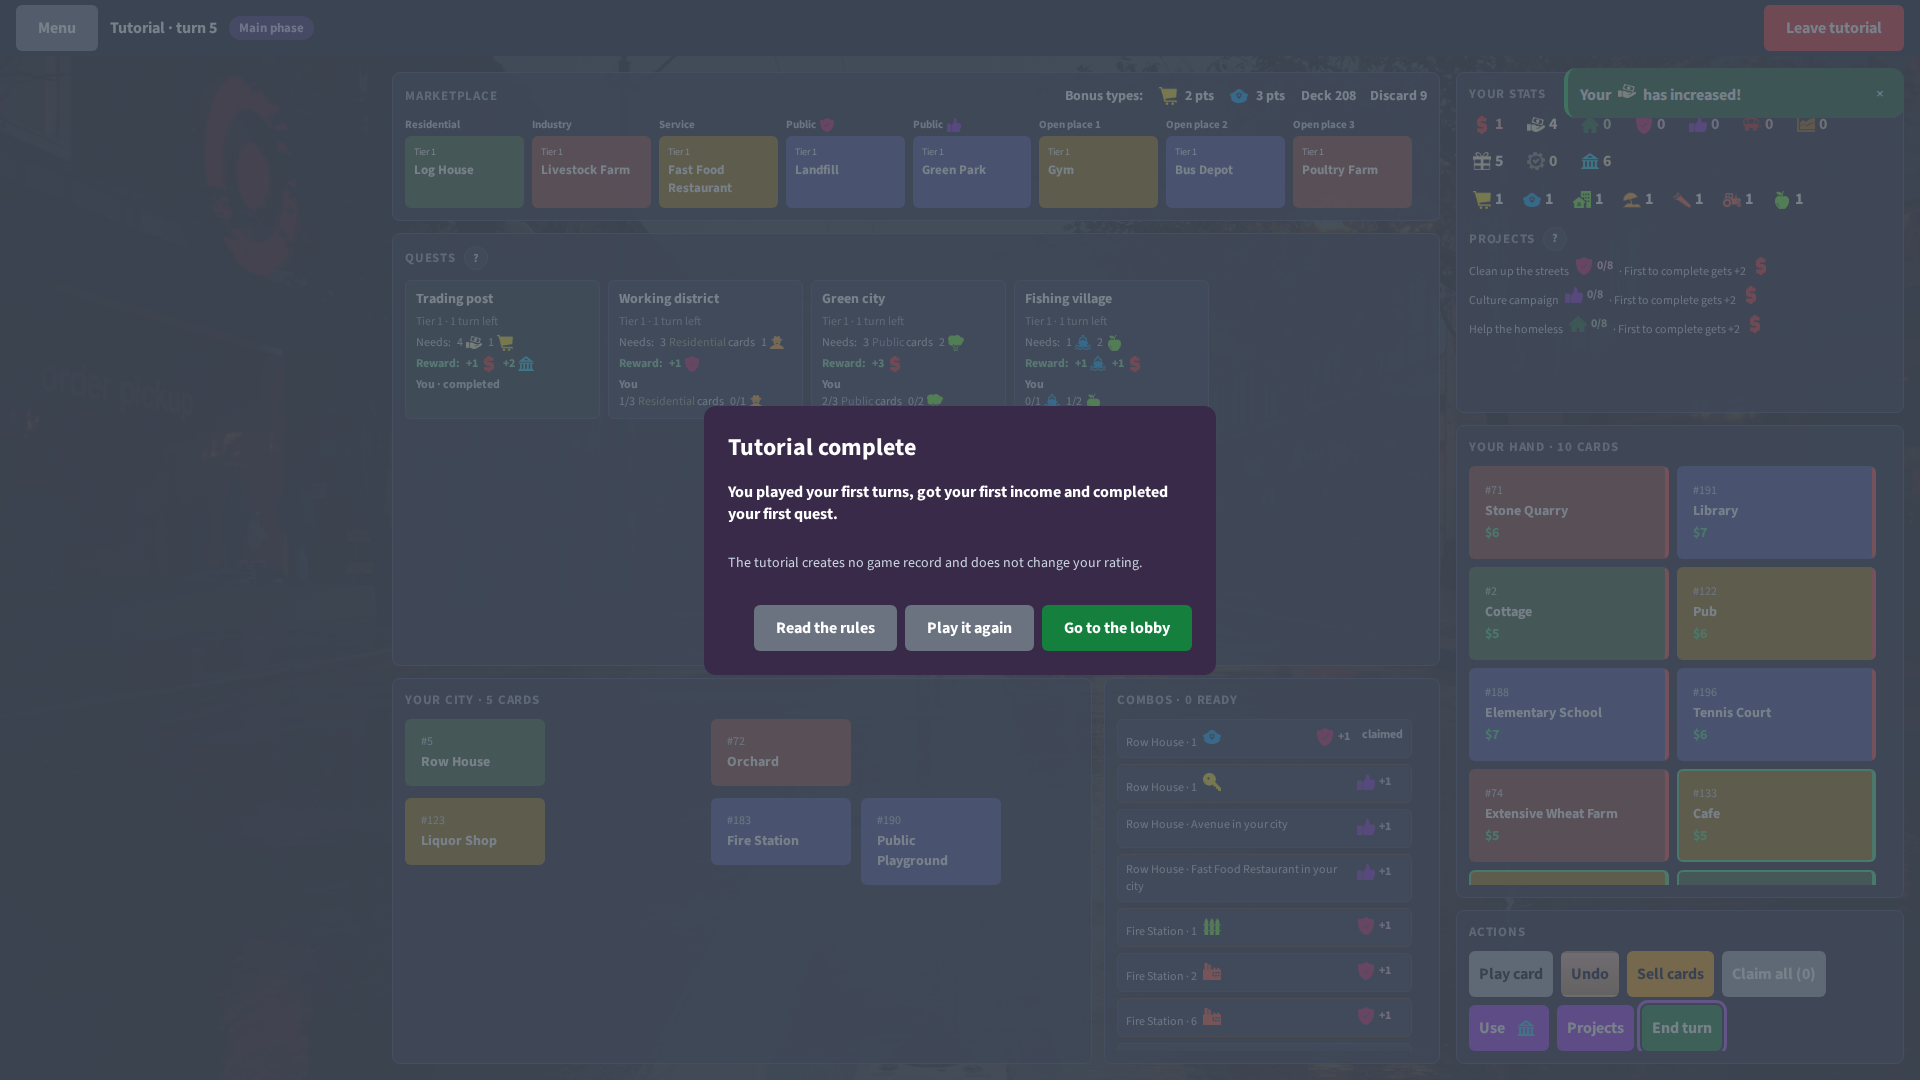 Menu
Tutorial · turn 5
Main phase
Leave tutorial
MARKETPLACE
Bonus types:
2 pts
3 pts
Deck 208
Discard 9
Residential
Industry
Service
Public
Public
Open place 1
Open place 2
Open place 3
Tier 1
Log House
Tier 1
Livestock Farm
Tier 1
Fast Food
Restaurant
Tier 1
Landfill
Tier 1
Green Park
Tier 1
Gym
Tier 1
Bus Depot
Tier 1
Poultry Farm
YOUR STATS
Your has increased!
×
1
4
0
0
0
0
0
5
0
6
1
1
1
1
1
1
1
PROJECTS ?
Clean up the streets 0/8 · First to complete gets +2
Culture campaign 0/8 · First to complete gets +2
Help the homeless 0/8 · First to complete gets +2
QUESTS ?
Trading post
Tier 1 · 1 turn left
Needs: 4 1
Reward: +1 +2
You · completed
Working district
Tier 1 · 1 turn left
Needs: 3 Residential cards 1
Reward: +1
You
1/3 Residential cards 0/1
Green city
Tier 1 · 1 turn left
Needs: 3 Public cards 2
Reward: +3
You
2/3 Public cards 0/2
Fishing village
Tier 1 · 1 turn left
Needs: 1 2
Reward: +1 +1
You
0/1 1/2
order pickup
Tutorial complete
You played your first turns, got your first income and completed
your first quest.
The tutorial creates no game record and does not change your rating.
Read the rules
Play it again
Go to the lobby
YOUR HAND · 10 CARDS
#71
Stone Quarry
$6
#191
Library
$7
#2
Cottage
$5
#122
Pub
$6
#188
Elementary School
$7
#196
Tennis Court
$6
#74
Extensive Wheat Farm
$5
#133
Cafe
$5
YOUR CITY · 5 CARDS
#5
Row House
#72
Orchard
#123
Liquor Shop
#183
Fire Station
#190
Public
Playground
COMBOS · 0 READY
Row House · 1 +1 claimed
Row House · 1 +1
Row House · Avenue in your city +1
Row House · Fast Food Restaurant in your
city +1
Fire Station · 1 +1
Fire Station · 2 +1
Fire Station · 6 +1
ACTIONS
Play card
Undo
Sell cards
Claim all (0)
Use
Projects
End turn